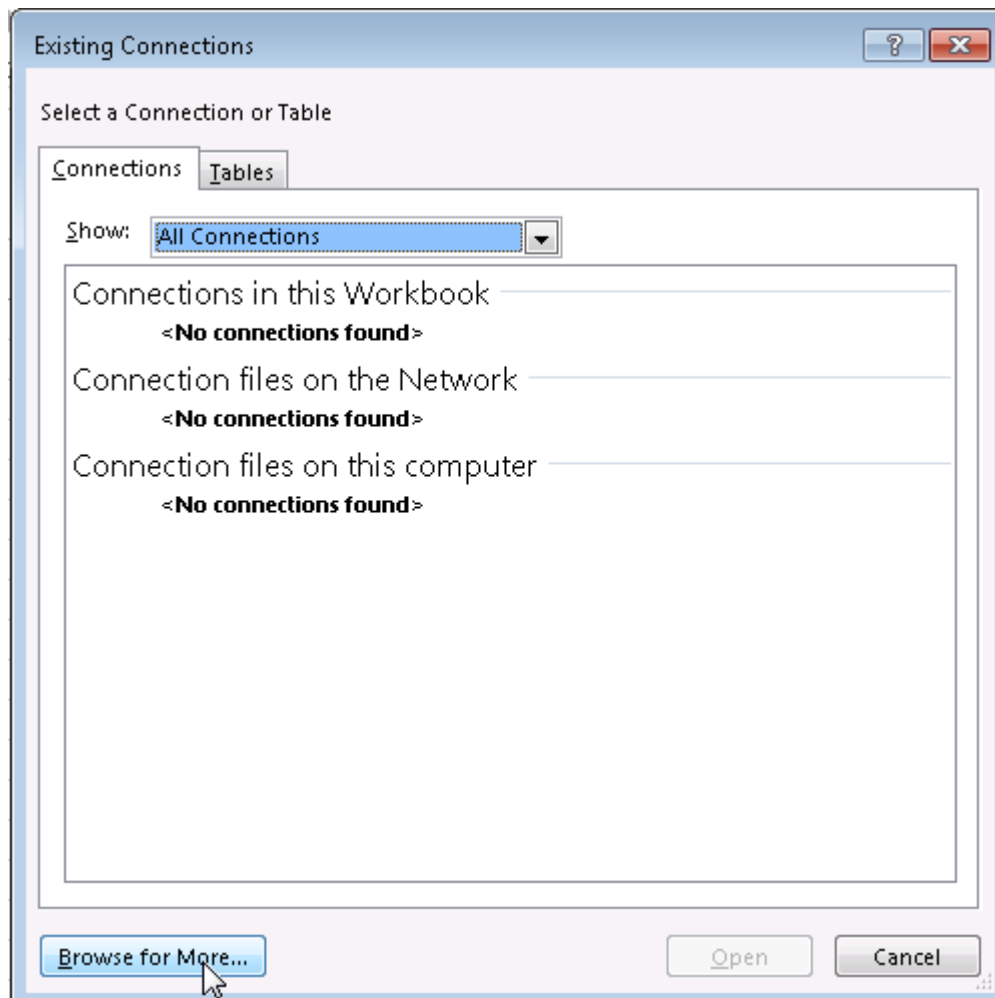 Existing Connections
?
Select a Connection or Table
Connections Tables
Show: All Connections
Connections in this Workbook
<No connections found>
Connection files on the Network
<No connections found>
Connection files on this computer
<No connections found>
Browse for More... Open Cancel